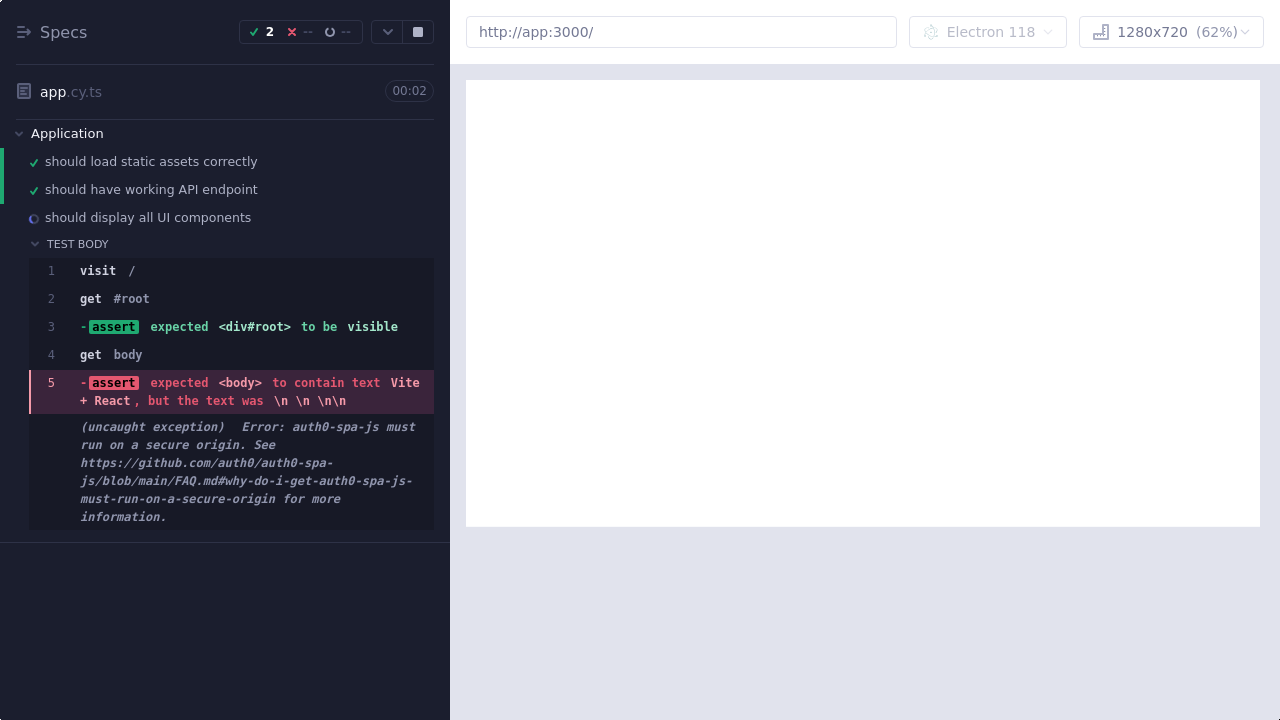 Specs
2
--
--
app.cy.ts
00:02
Application
should load static assets correctly
should have working API endpoint
should display all UI components
TEST BODY
1 visit /
2 get #root
3 -assert expected <div#root> to be visible
4 get body
5 -assert expected <body> to contain text Vite
+ React, but the text was \n \n \n\n
(uncaught exception) Error: auth0-spa-js must
run on a secure origin. See
https://github.com/auth0/auth0-spa-
js/blob/main/FAQ.md#why-do-i-get-auth0-spa-js-
must-run-on-a-secure-origin for more
information.
http://app:3000/
Electron 118
1280x720 (62%)